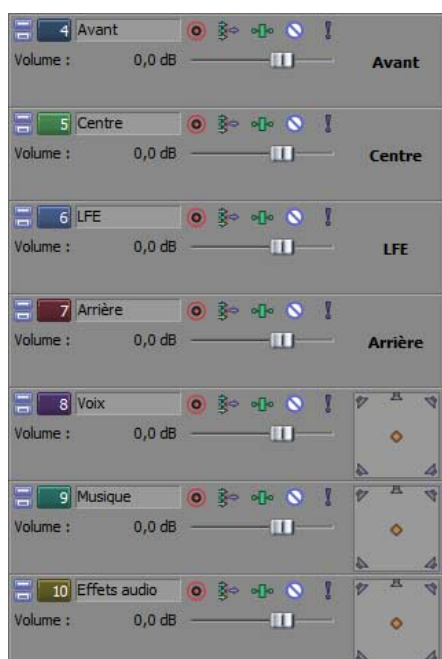 4 Avant
Volume : 0,0 dB Avant
5 Centre
Volume : 0,0 dB Centre
6 LFE
Volume : 0,0 dB LFE
7 Arrière
Volume : 0,0 dB Arrière
8 Voix
Volume : 0,0 dB
9 Musique
Volume : 0,0 dB
10 Effets audio
Volume : 0,0 dB